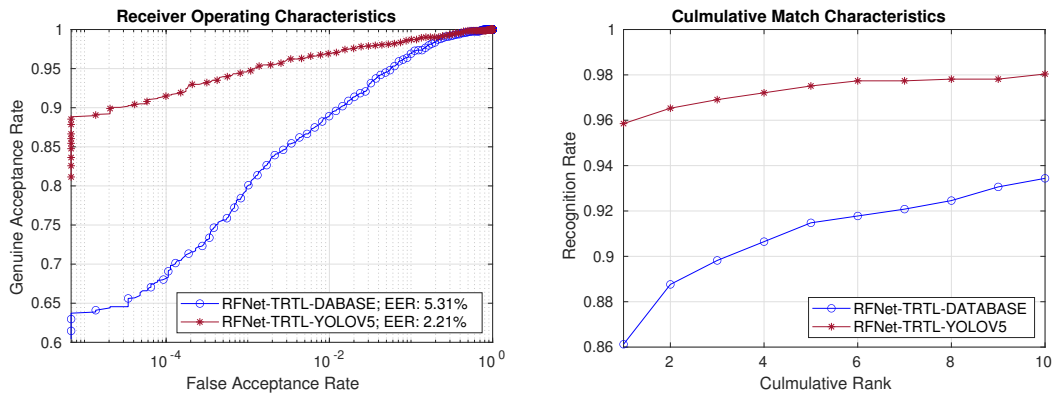 Receiver Operating Characteristics
1
0.95
0.9
0.85
0.8
0.75
0.7
0.65
0.6
Genuine Acceptance Rate
RFNet-TRTL-DABASE; EER: 5.31%
RFNet-TRTL-YOLOV5; EER: 2.21%
10^-4
10^-2
10^0
False Acceptance Rate
Culmulative Match Characteristics
1
0.98
0.96
0.94
0.92
0.9
0.88
0.86
Recognition Rate
RFNet-TRTL-DATABASE
RFNet-TRTL-YOLOV5
2
4
6
8
10
Culmulative Rank